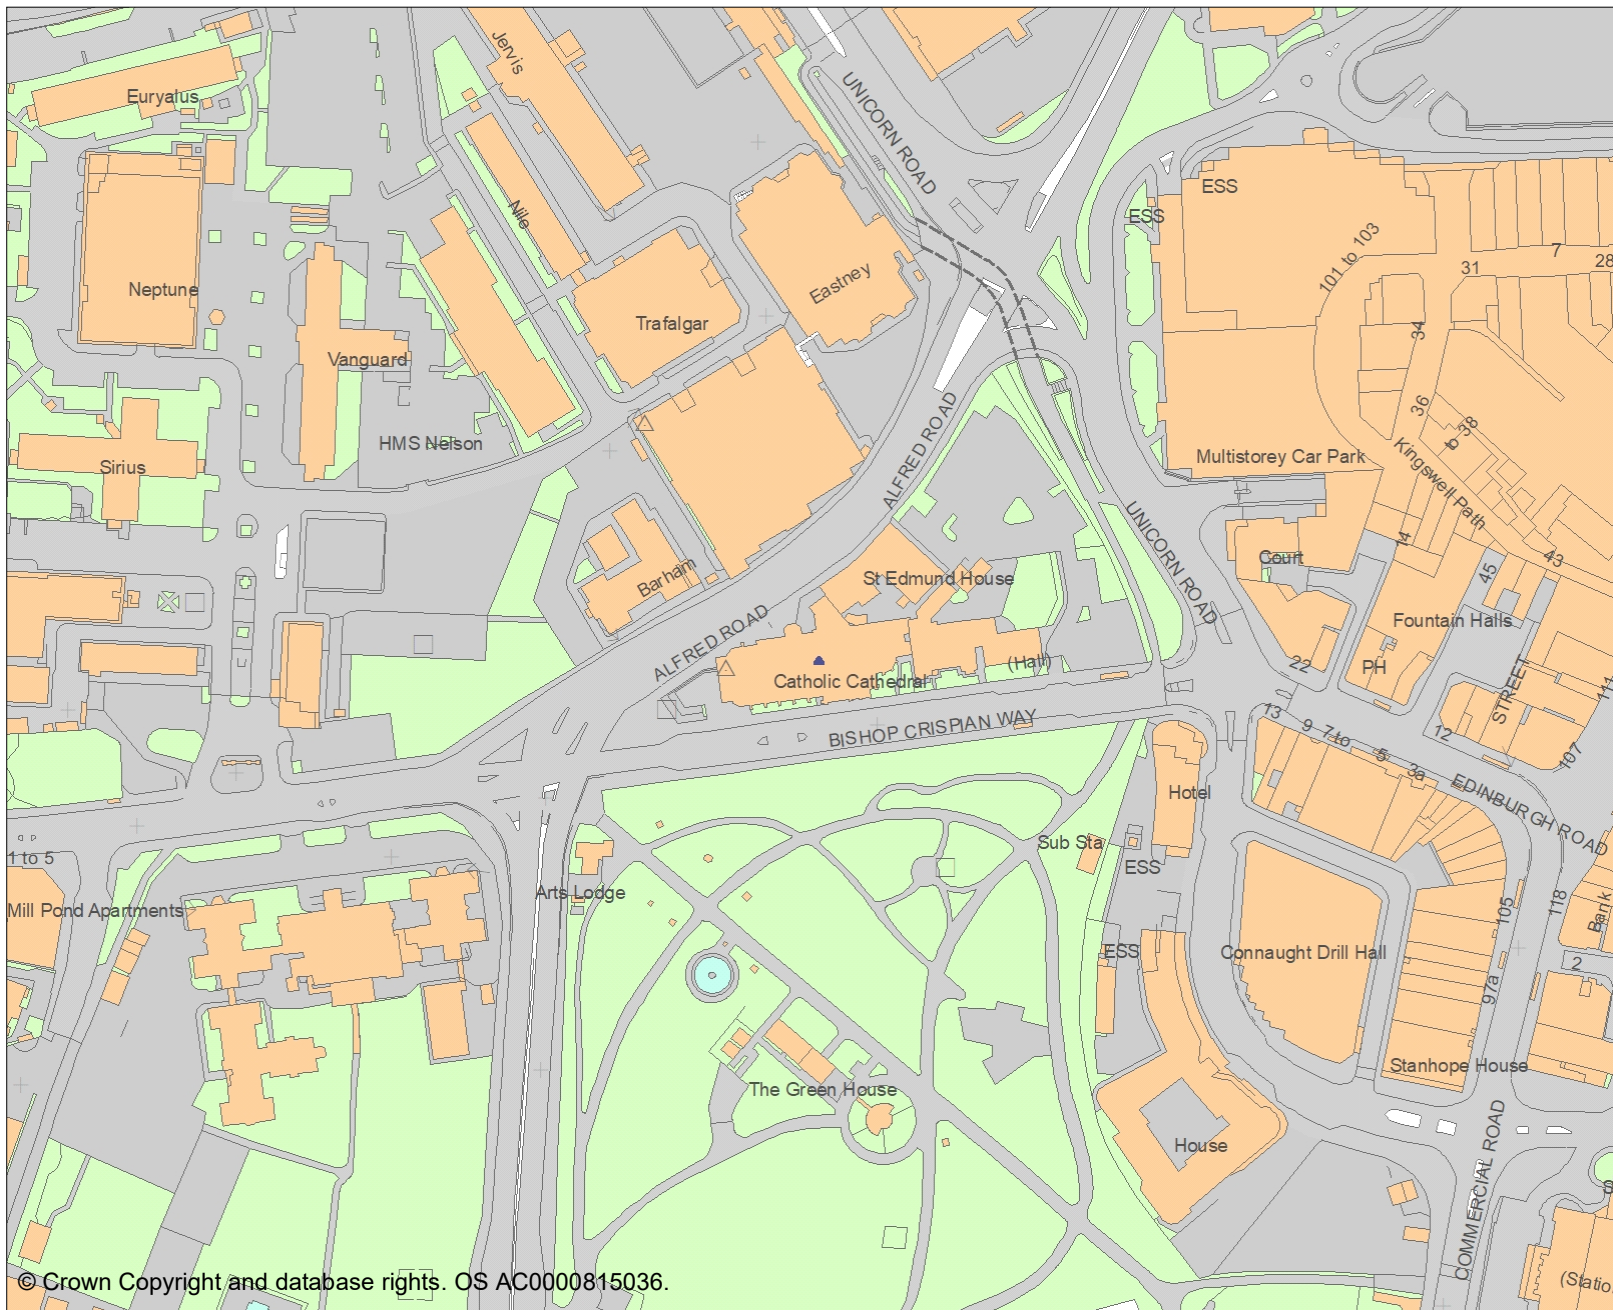 Jervis
UNICORN ROAD
Euryalus
ESS
ESS
Nile
101 to 103
7
28
31
Neptune
Eastney
Trafalgar
34
Vanguard
36
to 38
HMS Nelson
ALFRED ROAD
Multistorey Car Park
Kingswell Path
Sirius
UNICORN ROAD
14
43
Court
45
St Edmund House
Barham
Fountain Halls
ALFRED ROAD
(Hall)
22
PH
Catholic Cathedral
STREET
111
BISHOP CRISPIAN WAY
13
9
7 to
5
3a
12
107
EDINBURGH ROAD
Hotel
Sub Sta
1 to 5
ESS
Arts Lodge
Mill Pond Apartments
105
118
Bank
ESS
Connaught Drill Hall
2
97a
Stanhope House
The Green House
House
COMMERCIAL ROAD
S
(Statio
© Crown Copyright and database rights. OS AC0000815036.